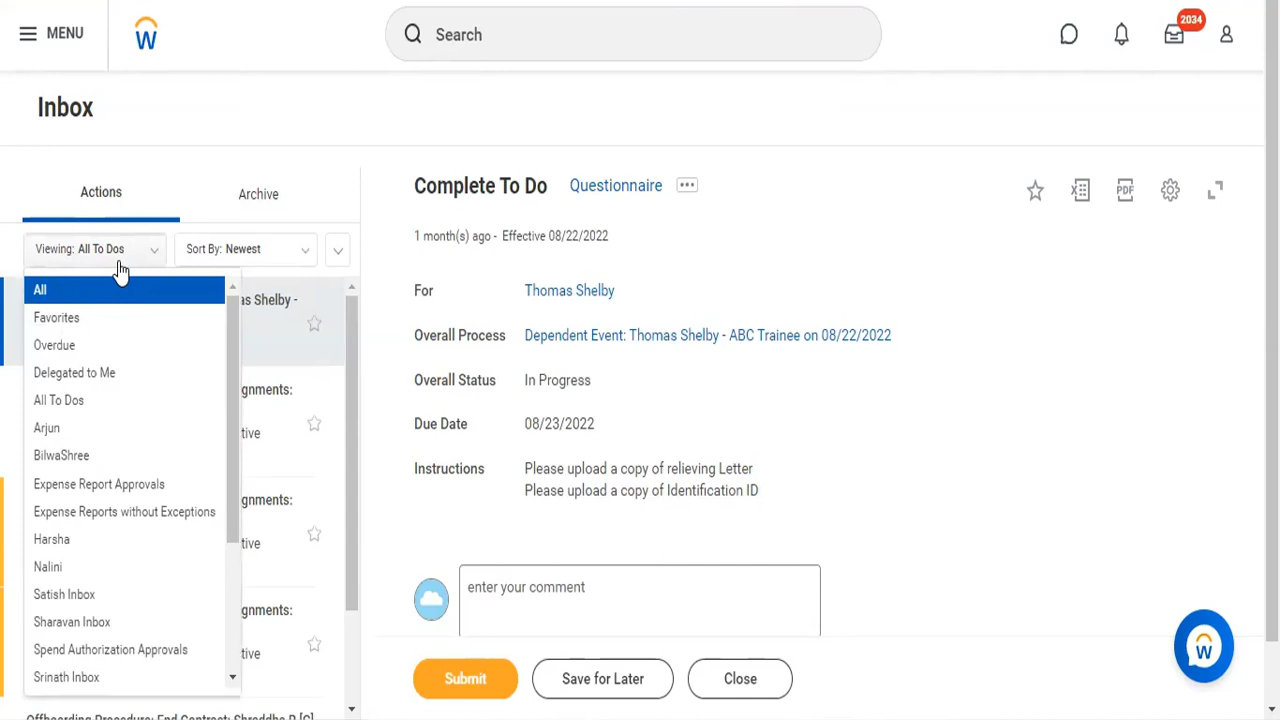 MENU
Search
2034
Inbox
Actions
Archive
Viewing: All To Dos
Sort By: Newest
All
Favorites
Overdue
Delegated to Me
All To Dos
Arjun
BilwaShree
Expense Report Approvals
Expense Reports without Exceptions
Harsha
Nalini
Satish Inbox
Sharavan Inbox
Spend Authorization Approvals
Srinath Inbox
as Shelby -
gnments:
tive
gnments:
tive
gnments:
tive
Offboarding Procedure: End Contract: Shraddha P [C]
Complete To Do Questionnaire
PDF
1 month(s) ago - Effective 08/22/2022
For Thomas Shelby
Overall Process Dependent Event: Thomas Shelby - ABC Trainee on 08/22/2022
Overall Status In Progress
Due Date 08/23/2022
Instructions Please upload a copy of relieving Letter
Please upload a copy of Identification ID
enter your comment
Submit
Save for Later
Close